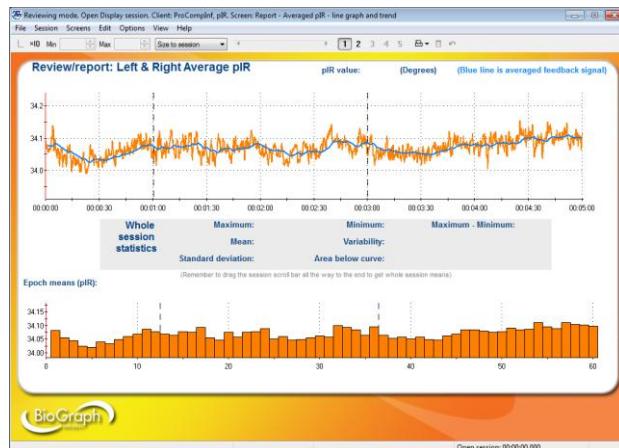 Reviewing mode. Open Display session. Client: ProCompInf, pIR. Screen: Report - Averaged pIR - line graph and trend
File Session Screens Edit Options View Help
×10 Min Max Size to session 1 2 3 4 5
Review/report: Left & Right Average pIR pIR value: (Degrees) (Blue line is averaged feedback signal)
34.2
34.1
34.0
00:00:00 00:00:30 00:01:00 00:01:30 00:02:00 00:02:30 00:03:00 00:03:30 00:04:00 00:04:30 00:05:00
Whole session statistics
Maximum: Minimum: Maximum - Minimum:
Mean: Variability:
Standard deviation: Area below curve:
(Remember to drag the session scroll bar all the way to the end to get whole session means)
Epoch means (pIR):
34.15
34.10
34.05
34.00
0 10 20 30 40 50 60
BioGraph
Open session: 00:00:00.000